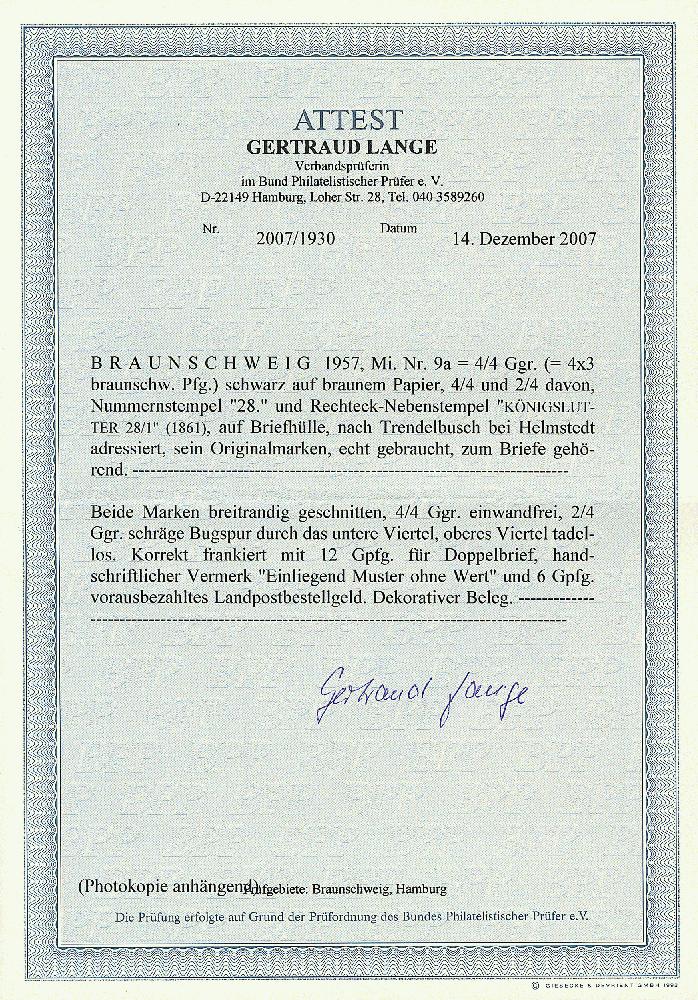 ATTEST
GERTRAUD LANGE
Verbandsprüferin
im Bund Philatelistischer Prüfer e. V.
D-22149 Hamburg, Loher Str. 28, Tel. 040 3589260
Nr. 2007/1930 Datum 14. Dezember 2007
B R A U N S C H W E I G 1957, Mi. Nr. 9a = 4/4 Ggr. (= 4x3
braunschw. Pfg.) schwarz auf braunem Papier, 4/4 und 2/4 davon,
Nummernstempel "28." und Rechteck-Nebenstempel "KÖNIGSLUT-
TER 28/1" (1861), auf Briefhülle, nach Trendelbusch bei Helmstedt
adressiert, sein Originalmarken, echt gebraucht, zum Briefe gehö-
rend. ----------------------------------------------------------------------
Beide Marken breitrandig geschnitten, 4/4 Ggr. einwandfrei, 2/4
Ggr. schräge Bugspur durch das untere Viertel, oberes Viertel tadel-
los. Korrekt frankiert mit 12 Gpfg. für Doppelbrief, hand-
schriftlicher Vermerk "Einliegend Muster ohne Wert" und 6 Gpfg.
vorausbezahltes Landpostbestellgeld. Dekorativer Beleg. -------------
--------------------------------------------------------------------------------
Gertraud Lange
(Photokopie anhängend) Prüfgebiete: Braunschweig, Hamburg
Die Prüfung erfolgte auf Grund der Prüfordnung des Bundes Philatelistischer Prüfer e.V.
© GIESECKE & DEVRIENT GMBH 1992